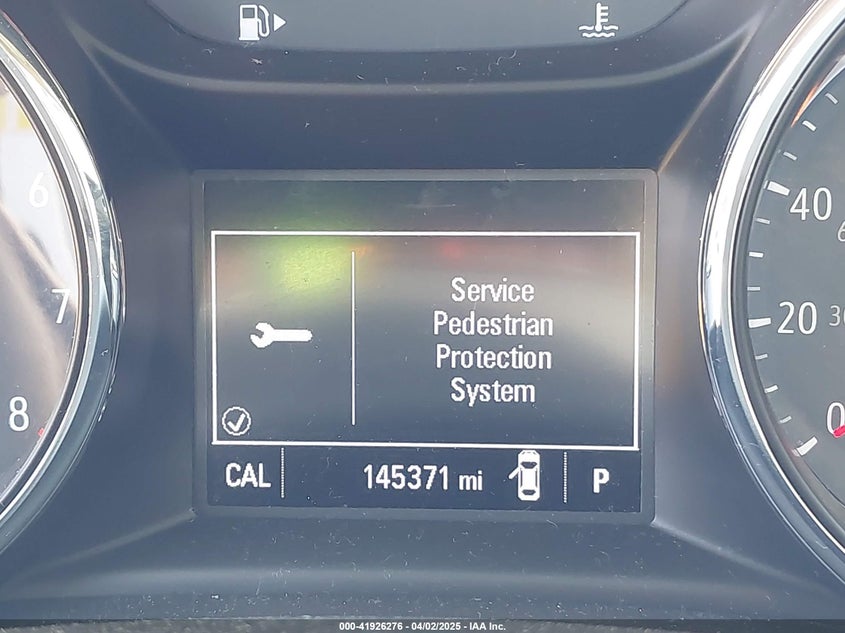 6
7
8
Service
Pedestrian
Protection
System
CAL 145371 mi P
40
20
0
000-41926276 - 04/02/2025 - IAA Inc.